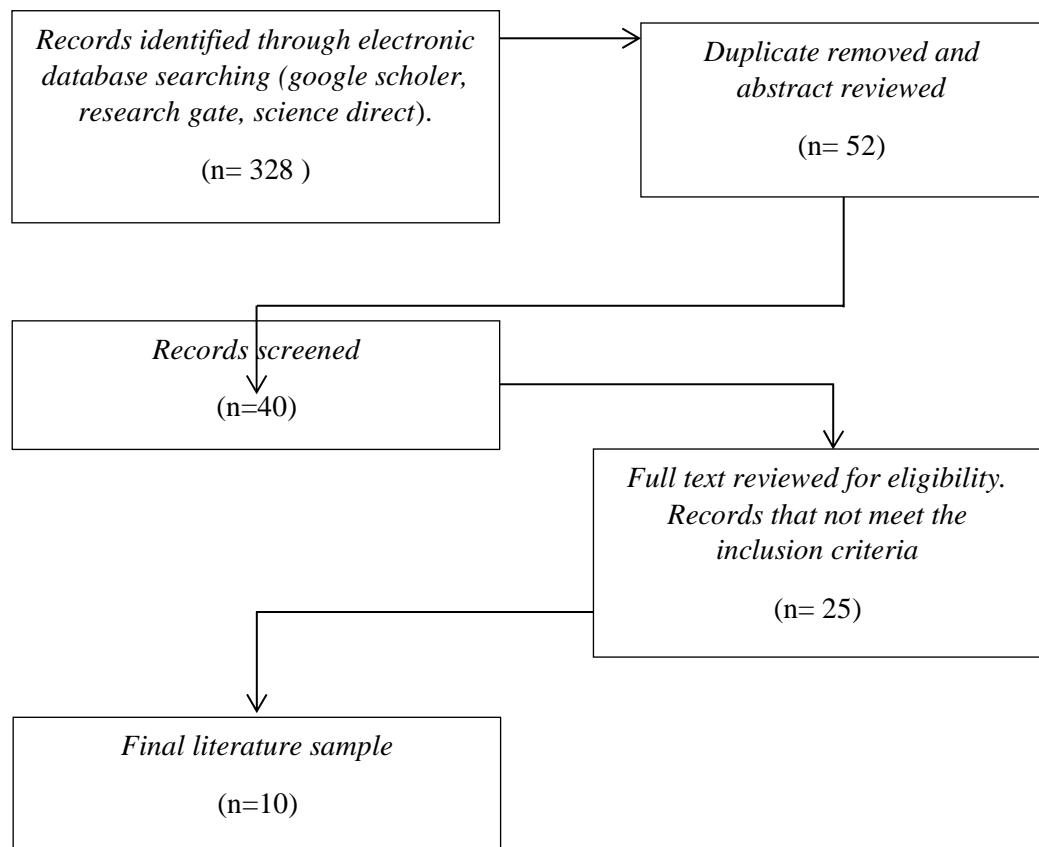 Records identified through electronic
database searching (google scholer,
research gate, science direct).
(n= 328 )
Duplicate removed and
abstract reviewed
(n= 52)
Records screened
(n=40)
Full text reviewed for eligibility.
Records that not meet the
inclusion criteria
(n= 25)
Final literature sample
(n=10)